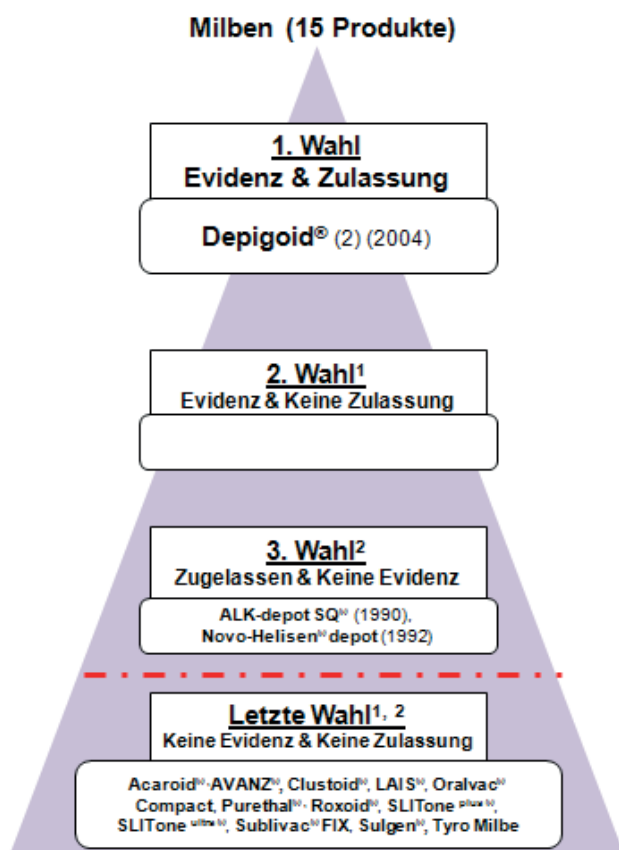 Milben (15 Produkte)
1. Wahl
Evidenz & Zulassung
Depigoid® (2) (2004)
2. Wahl¹
Evidenz & Keine Zulassung
3. Wahl²
Zugelassen & Keine Evidenz
ALK-depot SQ⁽ᴿ⁾ (1990),
Novo-Helisen⁽ᴿ⁾ depot (1992)
Letzte Wahl¹, ²
Keine Evidenz & Keine Zulassung
Acaroid⁽ᴿ⁾, AVANZ⁽ᴿ⁾, Clustoid⁽ᴿ⁾, LAIS⁽ᴿ⁾, Oralvac⁽ᴿ⁾
Compact, Purethal⁽ᴿ⁾, Roxoid⁽ᴿ⁾, SLITone plus⁽ᴿ⁾,
SLITone ultra⁽ᴿ⁾, Sublivac⁽ᴿ⁾ FIX, Sulgen⁽ᴿ⁾, Tyro Milbe